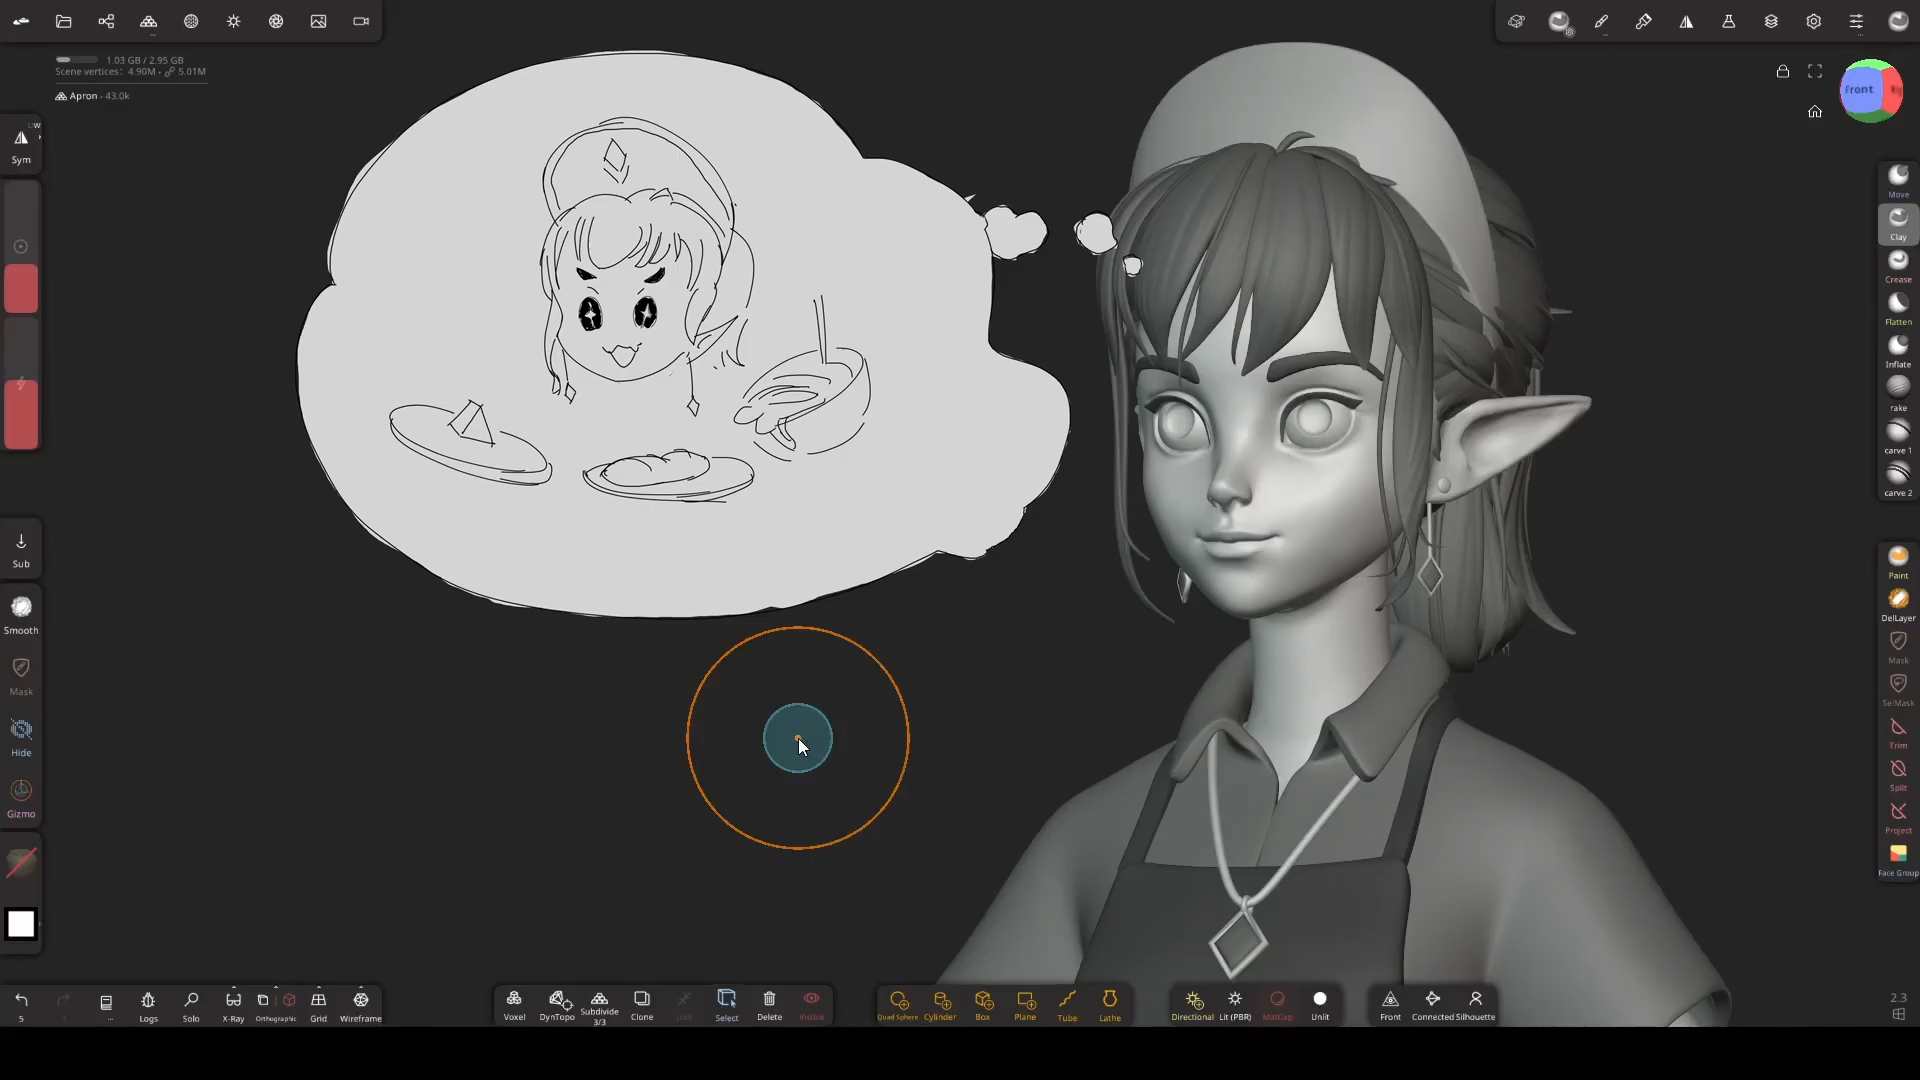 1.03 GB / 2.95 GB
Scene vertices: 4.90M • 5.01M
Apron • 43.0k
Sym
Sub
Smooth
Mask
Hide
Gizmo
Front
Move
Clay
Crease
Flatten
Inflate
rake
carve 1
carve 2
Paint
DelLayer
Mask
SelMask
Trim
Split
Project
Face Group
5
5
...
Logs
Solo
X-Ray
Orthographic
Grid
Wireframe
Voxel
DynTopo
Subdivide
3/3
Clone
Join
Select
Delete
Visible
Quad Sphere
Cylinder
Box
Plane
Tube
Lathe
Directional
Lit (PBR)
MatCap
Unlit
Front
Connected
Silhouette
2.3